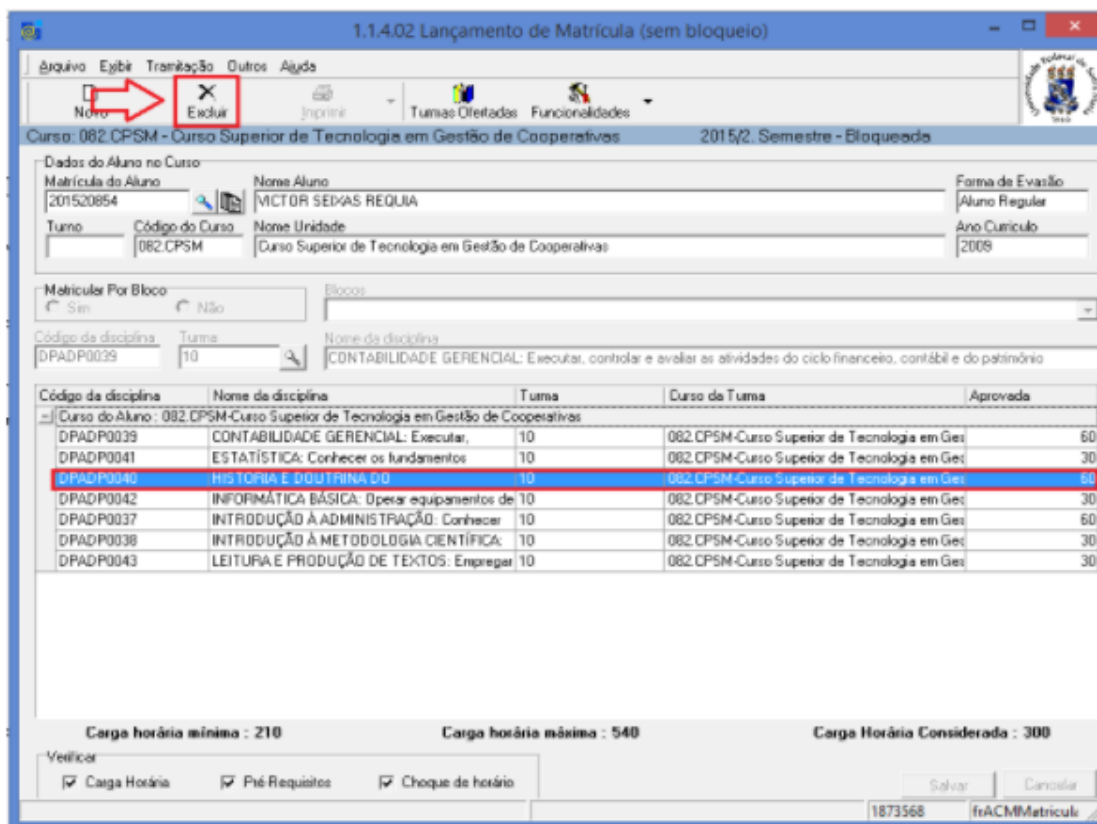 1.1.4.02 Lançamento de Matrícula (sem bloqueio)
Arquivo Exibir Tramitação Outros Ajuda
Novo Excluir Imprimir Turmas Ofertadas Funcionalidades
Curso: 082.CPSM - Curso Superior de Tecnologia em Gestão de Cooperativas 2015/2. Semestre - Bloqueada
Dados do Aluno no Curso
Matrícula do Aluno Nome Aluno Forma de Evasão
201520854 VICTOR SEIXAS REQUIA Aluno Regular
Turno Código do Curso Nome Unidade Ano Currículo
082.CPSM Curso Superior de Tecnologia em Gestão de Cooperativas 2009
Matricular Por Bloco Blocos
Sim Não
Código da disciplina Turma Nome da disciplina
DPADP0039 10 CONTABILIDADE GERENCIAL: Executar, controlar e avaliar as atividades do ciclo financeiro, contábil e do patrimônio
Código da disciplina Nome da disciplina Turma Curso da Turma Aprovada
Curso do Aluno : 082.CPSM-Curso Superior de Tecnologia em Gestão de Cooperativas
DPADP0039 CONTABILIDADE GERENCIAL: Executar, 10 082.CPSM-Curso Superior de Tecnologia em Ges 60
DPADP0041 ESTATÍSTICA: Conhecer os fundamentos 10 082.CPSM-Curso Superior de Tecnologia em Ges 30
DPADP0040 HISTÓRIA E DOUTRINA DO 10 082.CPSM-Curso Superior de Tecnologia em Ges 60
DPADP0042 INFORMÁTICA BÁSICA: Operar equipamentos de 10 082.CPSM-Curso Superior de Tecnologia em Ges 30
DPADP0037 INTRODUÇÃO À ADMINISTRAÇÃO: Conhecer 10 082.CPSM-Curso Superior de Tecnologia em Ges 60
DPADP0038 INTRODUÇÃO À METODOLOGIA CIENTÍFICA: 10 082.CPSM-Curso Superior de Tecnologia em Ges 30
DPADP0043 LEITURA E PRODUÇÃO DE TEXTOS: Empregar 10 082.CPSM-Curso Superior de Tecnologia em Ges 30
Carga horária mínima : 210 Carga horária máxima : 540 Carga Horária Considerada : 300
Verificar
Carga Horária Pré-Requisitos Choque de horário
Salvar Cancelar
1873568 frACMMatricula